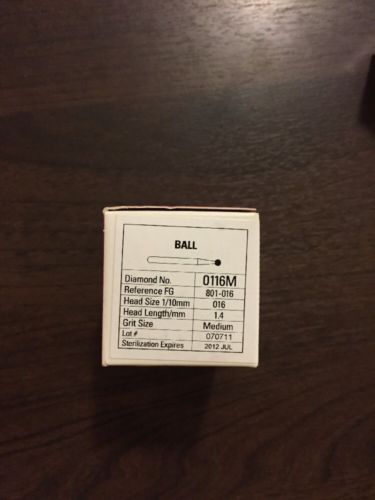 BALL
Diamond No. 0116M
Reference FG 801-016
Head Size 1/10mm 016
Head Length/mm 1.4
Grit Size Medium
Lot # 070711
Sterilization Expires 2012 JUL